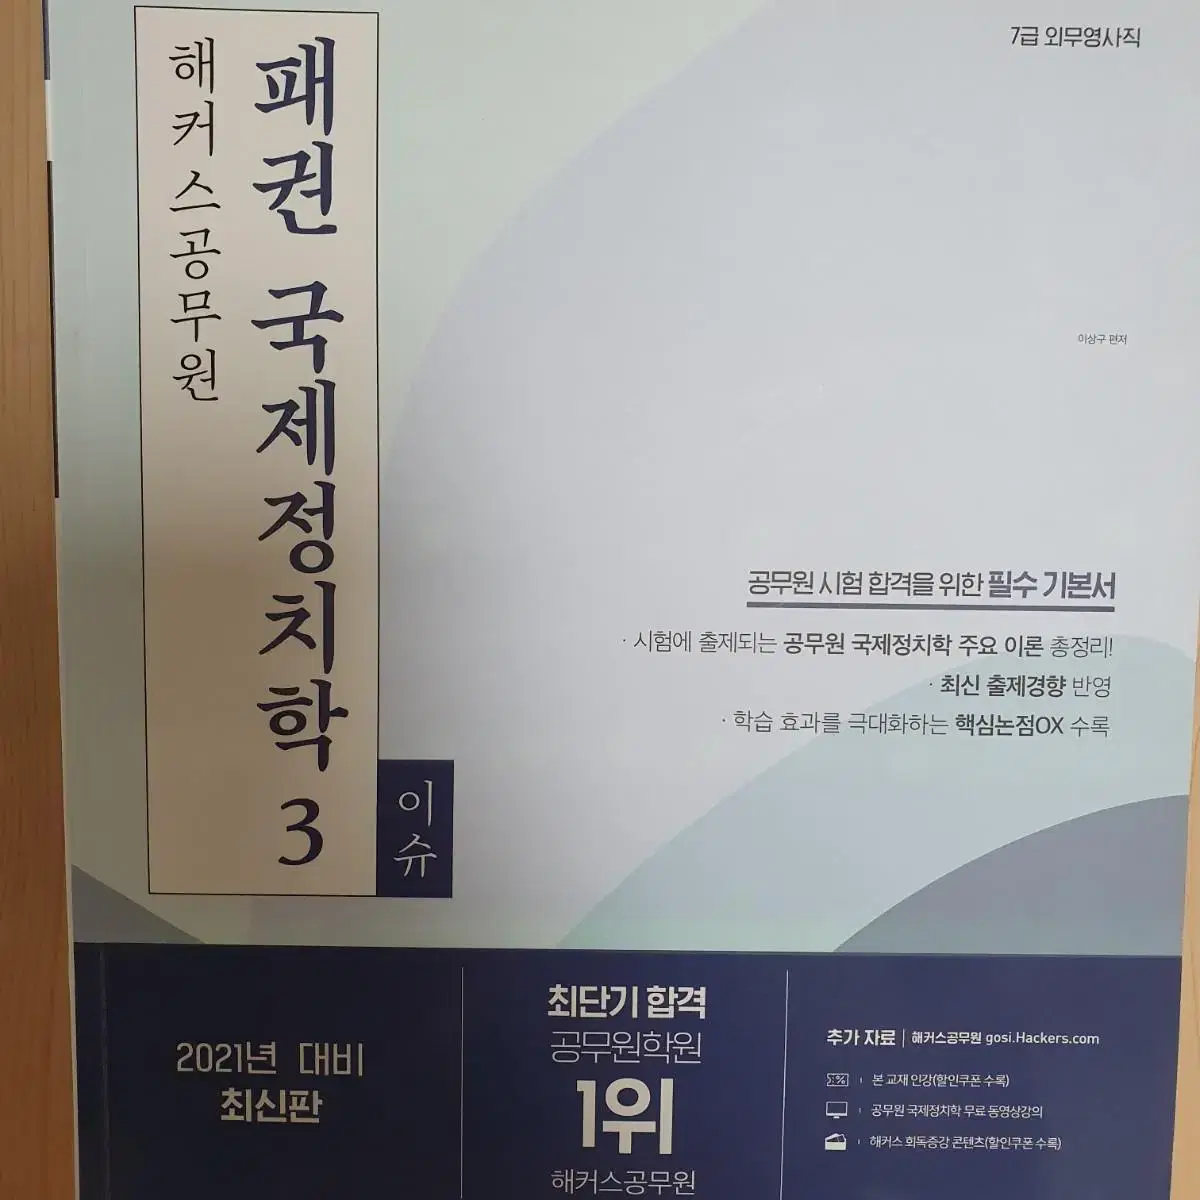 7급 외무영사직
해커스공무원
패권 국제정치학 3
이슈
이상구 편저
공무원 시험 합격을 위한 필수 기본서
· 시험에 출제되는 공무원 국제정치학 주요 이론 총정리!
· 최신 출제경향 반영
· 학습 효과를 극대화하는 핵심논점OX 수록
2021년 대비
최신판
최단기 합격
공무원학원
1위
해커스공무원
추가 자료 | 해커스공무원 gosi.Hackers.com
본 교재 인강(할인쿠폰 수록)
공무원 국제정치학 무료 동영상강의
해커스 회독증강 콘텐츠(할인쿠폰 수록)